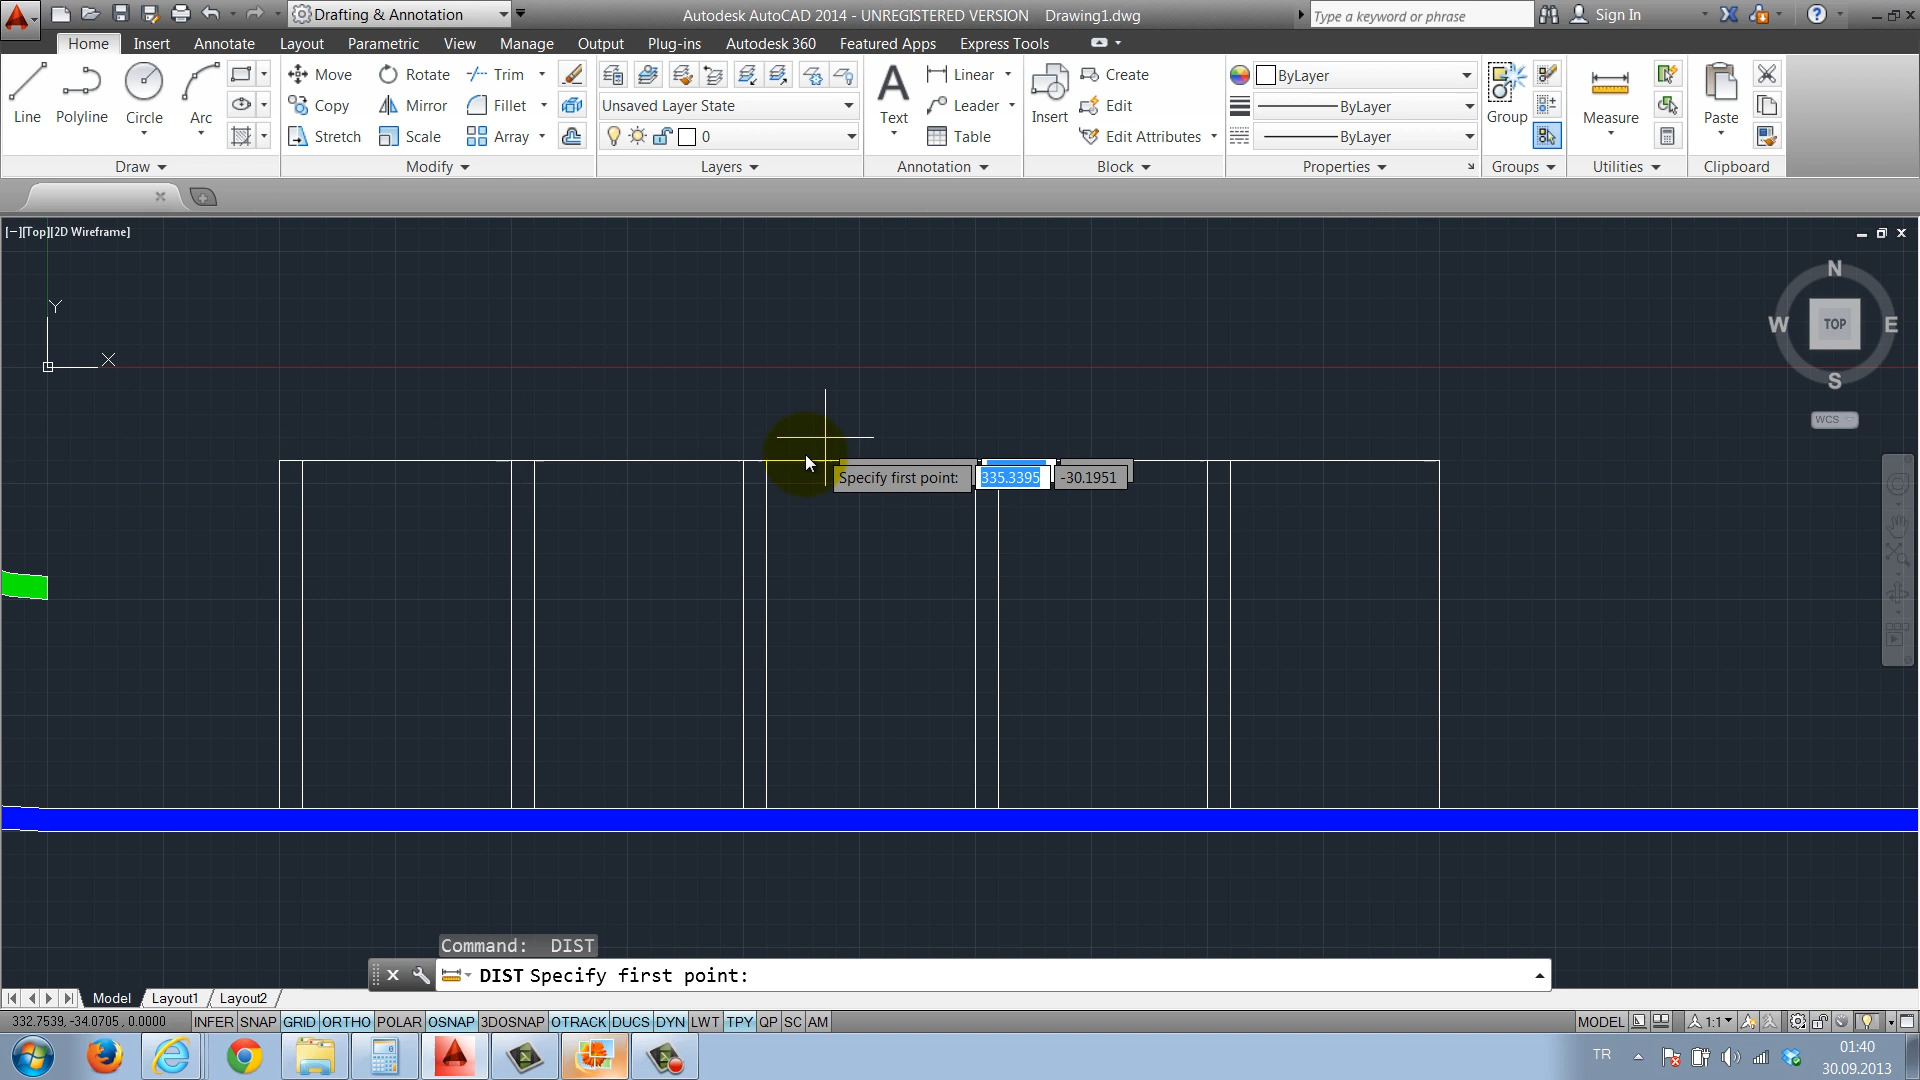 Drafting & Annotation
Autodesk AutoCAD 2014 - UNREGISTERED VERSION Drawing1.dwg
Type a keyword or phrase
Sign In
Home Insert Annotate Layout Parametric View Manage Output Plug-ins Autodesk 360 Featured Apps Express Tools
Line Polyline Circle Arc
Move Rotate Trim
Copy Mirror Fillet
Stretch Scale Array
Unsaved Layer State
0
Text
Linear
Leader
Table
Insert
Create
Edit
Edit Attributes
ByLayer
ByLayer
ByLayer
Group
Measure
Paste
Draw Modify Layers Annotation Block Properties Groups Utilities Clipboard
[−][Top][2D Wireframe]
Y
X
N
W TOP E
S
WCS
Specify first point: 335.3395 -30.1951
Command: DIST
DIST Specify first point:
Model Layout1 Layout2
332.7539, -34.0705 , 0.0000 INFER SNAP GRID ORTHO POLAR OSNAP 3DOSNAP OTRACK DUCS DYN LWT TPY QP SC AM MODEL 1:1
TR
01:40
30.09.2013